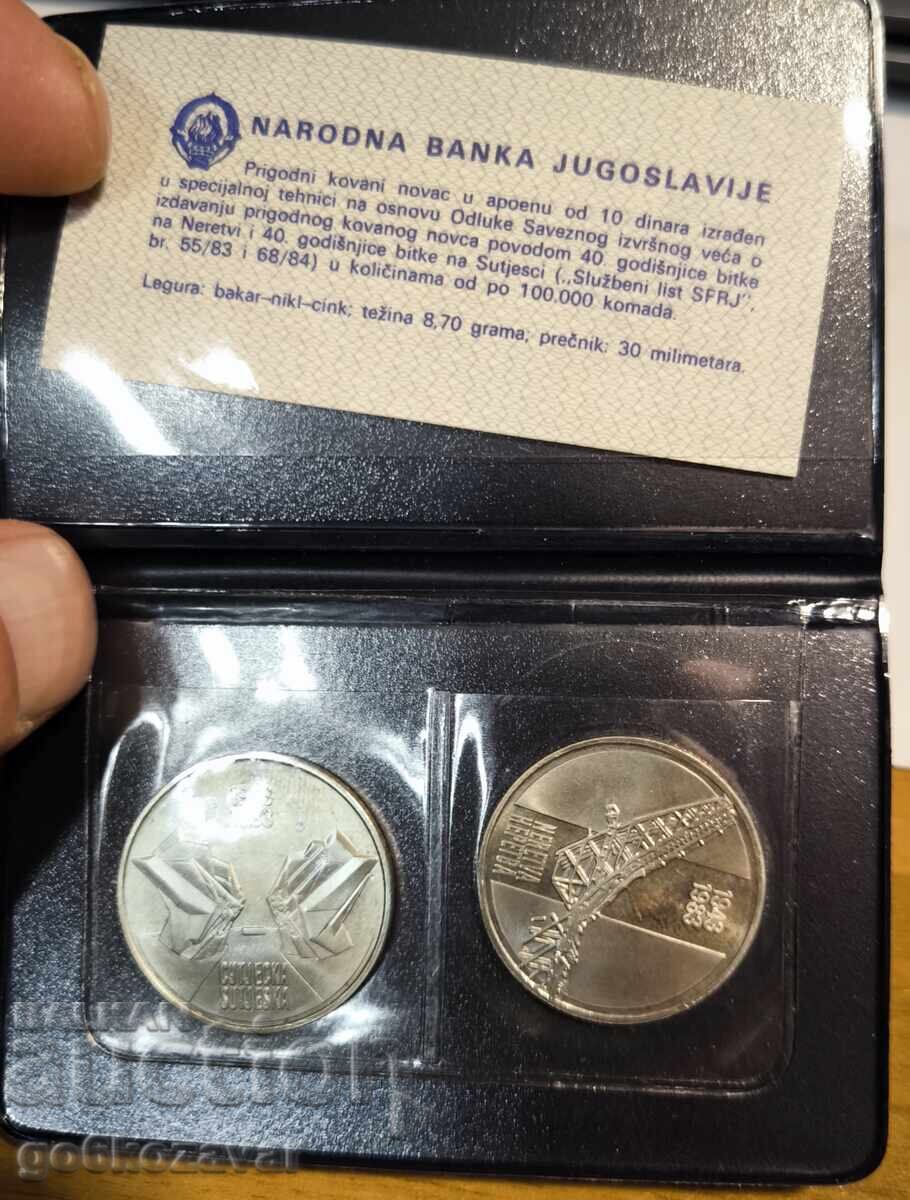 NARODNA BANKA JUGOSLAVIJE
Prigodni kovani novac u apoenu od 10 dinara izrađen
u specijalnoj tehnici na osnovu Odluke Saveznog izvršnog veća o
izdavanju prigodnog kovanog novca povodom 40. godišnjice bitke
na Neretvi i 40. godišnjice bitke na Sutjesci („Službeni list SFRJ",
br. 55/83 i 68/84) u količinama od po 100.000 komada.
Legura: bakar–nikl–cink; težina 8,70 grama; prečnik: 30 milimetara.
СУТЈЕСКА
SUTJESKA
NERETVA
НЕРЕТВА
1943
1983
BALKAN
auction
go6kozavar